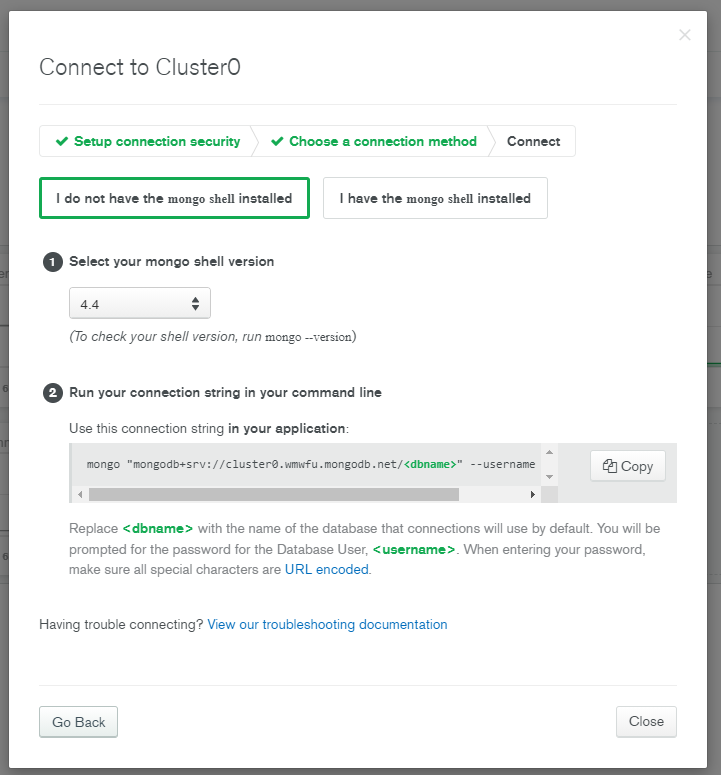 Connect to Cluster0
Setup connection security
Choose a connection method
Connect
I do not have the mongo shell installed
I have the mongo shell installed
1 Select your mongo shell version
4.4
(To check your shell version, run mongo --version)
2 Run your connection string in your command line
Use this connection string in your application:
mongo "mongodb+srv://cluster0.wmwfu.mongodb.net/<dbname>" --username
Copy
Replace <dbname> with the name of the database that connections will use by default. You will be
prompted for the password for the Database User, <username>. When entering your password,
make sure all special characters are URL encoded.
Having trouble connecting? View our troubleshooting documentation
Go Back
Close